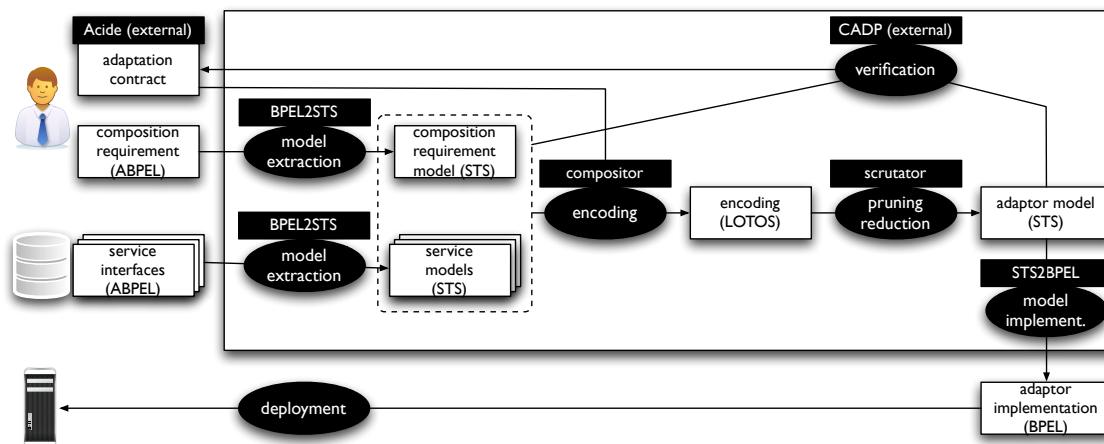 Acide (external)
adaptation
contract
CADP (external)
verification
BPEL2STS
model
extraction
composition
requirement
(ABPEL)
composition
requirement
model (STS)
compositor
encoding
encoding
(LOTOS)
scrutator
pruning
reduction
adaptor model
(STS)
BPEL2STS
model
extraction
service
interfaces
(ABPEL)
service
models
(STS)
STS2BPEL
model
implement.
deployment
adaptor
implementation
(BPEL)